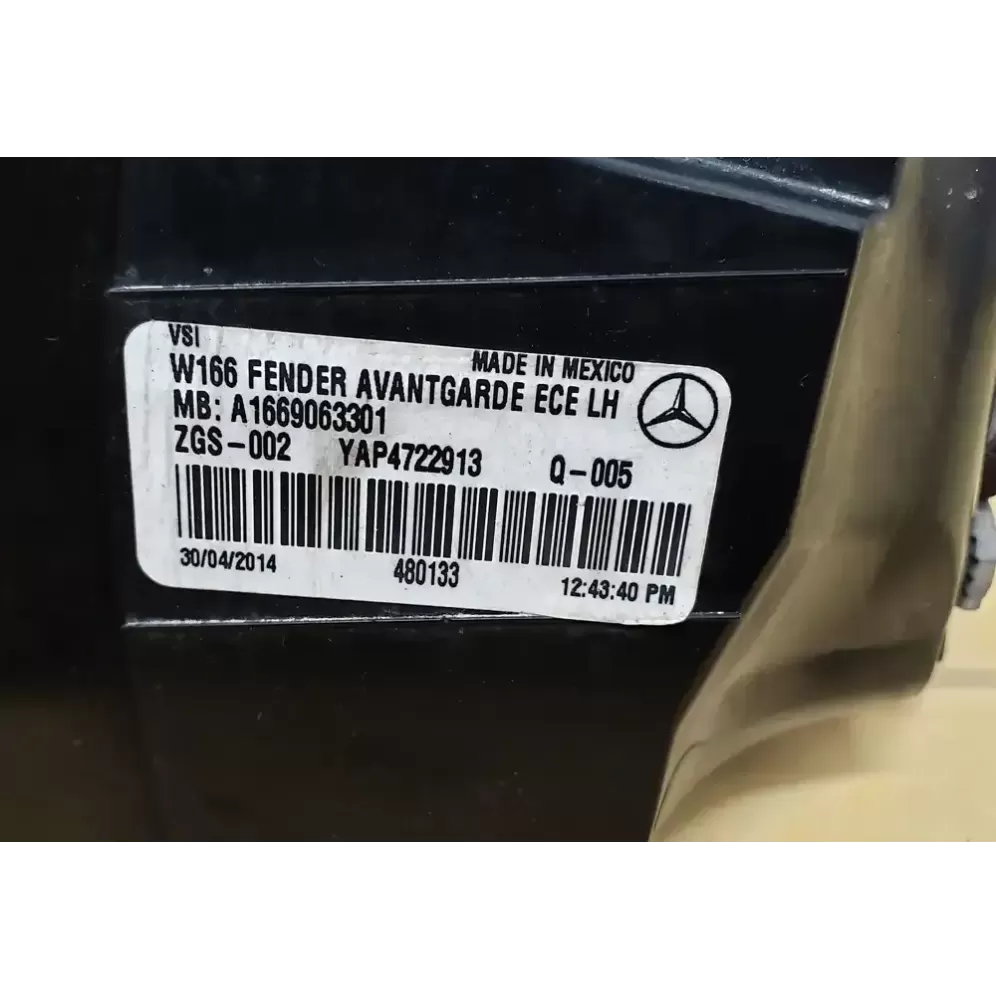 VSI
MADE IN MEXICO
W166 FENDER AVANTGARDE ECE LH
MB: A1669063301
ZGS-002 YAP4722913 Q-005
30/04/2014 480133 12:43:40 PM